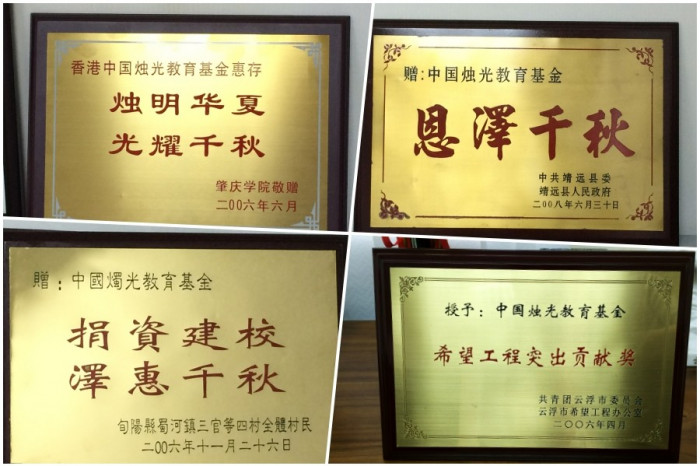 香港中国烛光教育基金惠存
烛明华夏
光耀千秋
肇庆学院敬赠
二00六年六月
赠:中国烛光教育基金
恩澤千秋
中共靖远县委
靖远县人民政府
二00八年六月三十日
贈：中國燭光教育基金
捐資建校
澤惠千秋
旬陽縣蜀河鎮三官等四村全體村民
二00六年十一月二十六日
授予：中国烛光教育基金
希望工程突出贡献奖
共青团云浮市委员会
云浮市希望工程办公室
二〇〇六年四月